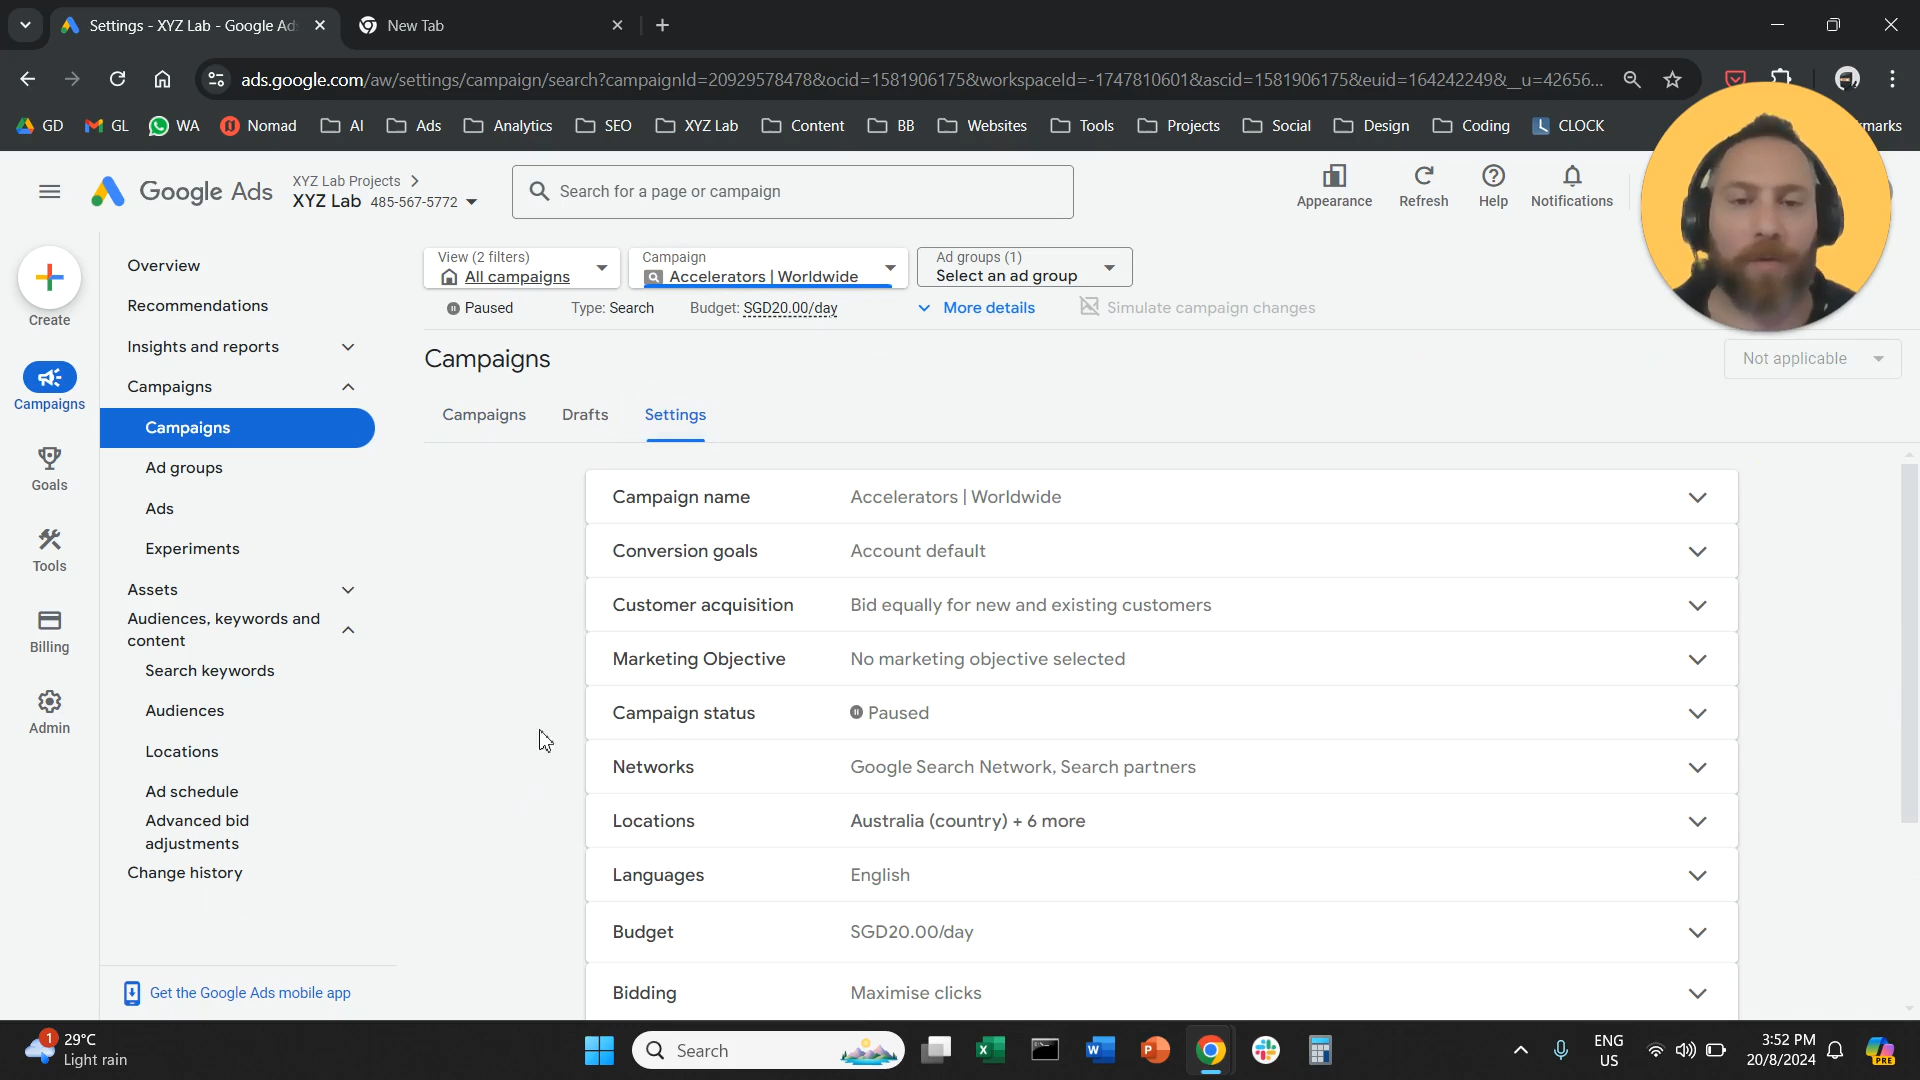 Settings - XYZ Lab - Google Ads
New Tab
ads.google.com/aw/settings/campaign/search?campaignId=20929578478&ocid=1581906175&workspaceId=-1747810601&ascid=1581906175&euid=164242249&__u=42656...
GD
GL
WA
Nomad
AI
Ads
Analytics
SEO
XYZ Lab
Content
BB
Websites
Tools
Projects
Social
Design
Coding
CLOCK
marks
Google Ads
XYZ Lab Projects
XYZ Lab 485-567-5772
Search for a page or campaign
Appearance
Refresh
Help
Notifications
Create
Campaigns
Goals
Tools
Billing
Admin
Overview
Recommendations
Insights and reports
Campaigns
Campaigns
Ad groups
Ads
Experiments
Assets
Audiences, keywords and
content
Search keywords
Audiences
Locations
Ad schedule
Advanced bid
adjustments
Change history
Get the Google Ads mobile app
View (2 filters)
All campaigns
Campaign
Accelerators | Worldwide
Ad groups (1)
Select an ad group
Paused
Type: Search
Budget: SGD20.00/day
More details
Simulate campaign changes
Campaigns
Not applicable
Campaigns
Drafts
Settings
Campaign name Accelerators | Worldwide
Conversion goals Account default
Customer acquisition Bid equally for new and existing customers
Marketing Objective No marketing objective selected
Campaign status Paused
Networks Google Search Network, Search partners
Locations Australia (country) + 6 more
Languages English
Budget SGD20.00/day
Bidding Maximise clicks
1
29°C
Light rain
Search
ENG
US
3:52 PM
20/8/2024
PRE